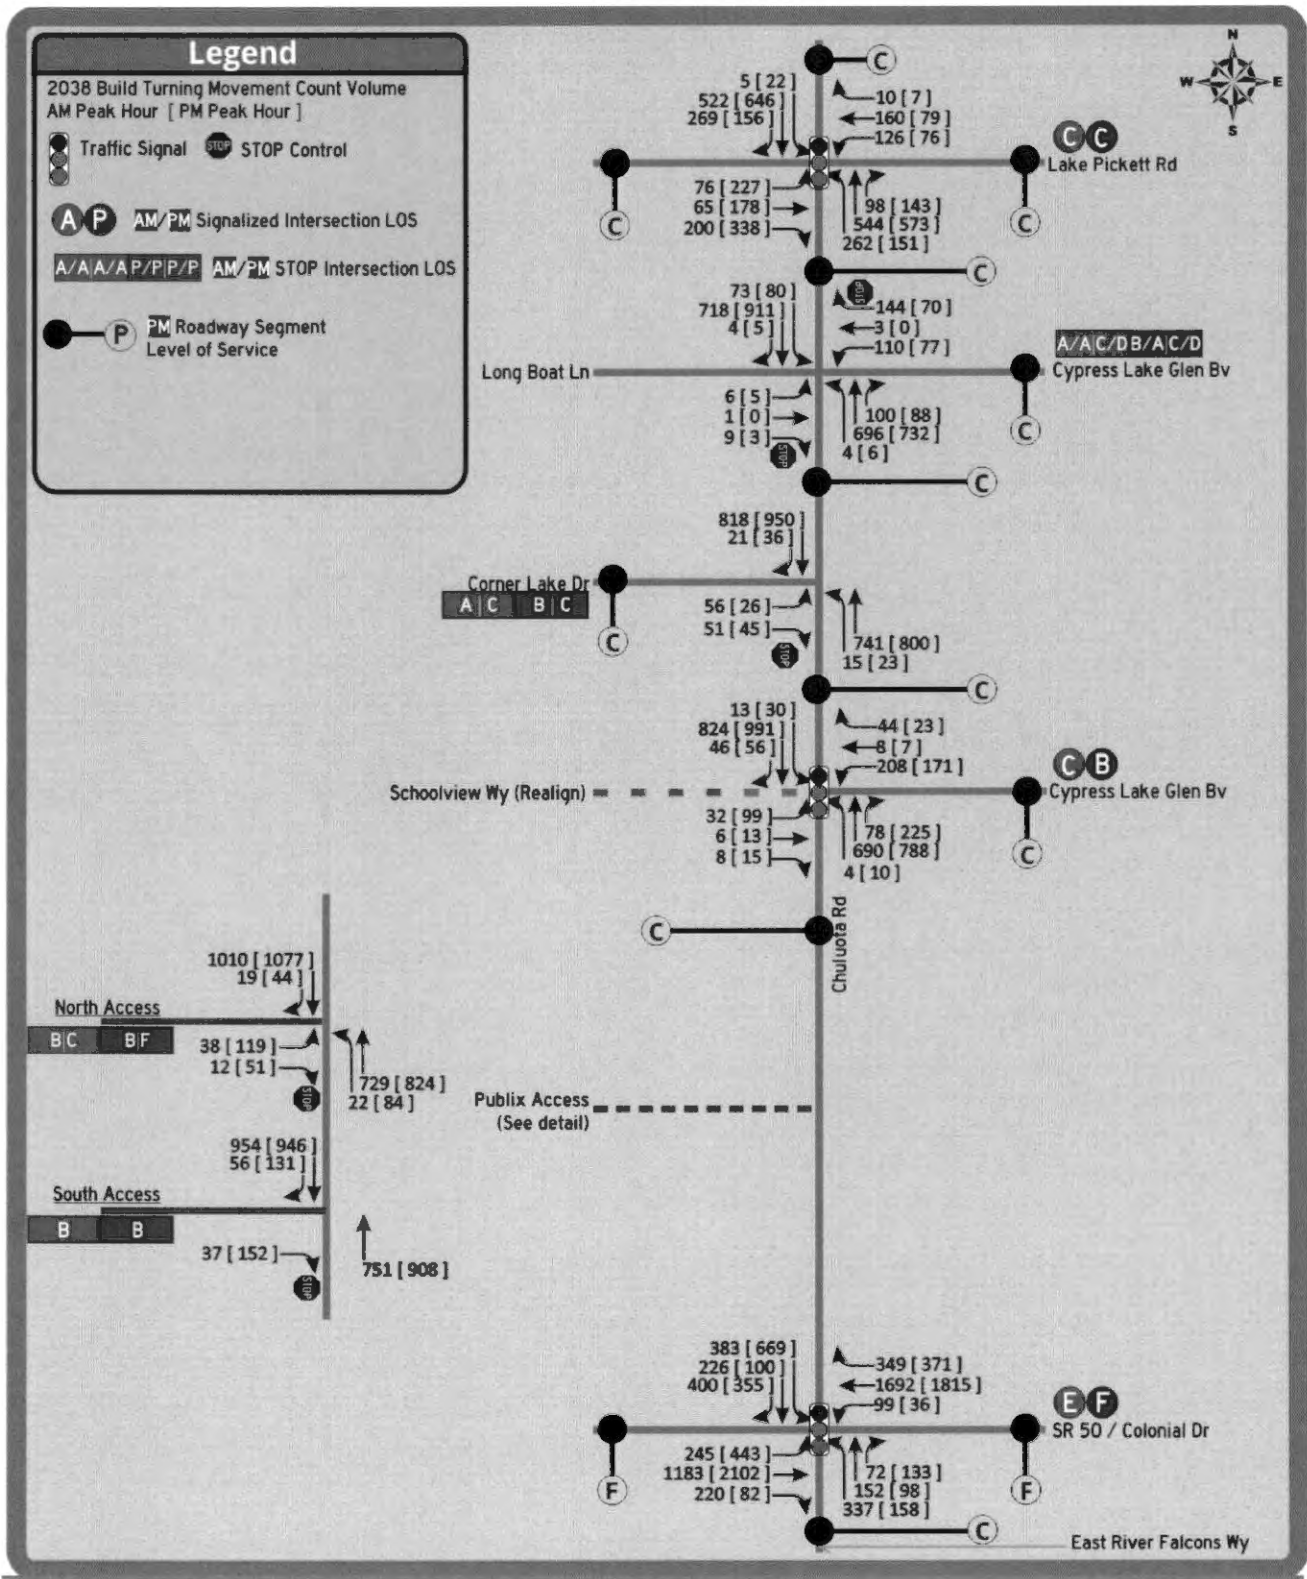 Legend
2038 Build Turning Movement Count Volume
AM Peak Hour [ PM Peak Hour ]
Traffic Signal
STOP
STOP Control
A P
AM/PM Signalized Intersection LOS
A/A A/A P/P P/P
AM/PM STOP Intersection LOS
P
PM Roadway Segment
Level of Service
N
W E
S
C
5 [ 22 ]
522 [ 646 ]
269 [ 156 ]
10 [ 7 ]
160 [ 79 ]
126 [ 76 ]
C C
Lake Pickett Rd
C
C
76 [ 227 ]
65 [ 178 ]
200 [ 338 ]
98 [ 143 ]
544 [ 573 ]
262 [ 151 ]
C
73 [ 80 ]
718 [ 911 ]
4 [ 5 ]
STOP
144 [ 70 ]
3 [ 0 ]
110 [ 77 ]
A/A C/D B/A C/D
Long Boat Ln
Cypress Lake Glen Bv
6 [ 5 ]
1 [ 0 ]
9 [ 3 ]
STOP
100 [ 88 ]
696 [ 732 ]
4 [ 6 ]
C
C
818 [ 950 ]
21 [ 36 ]
Corner Lake Dr
A C B C
C
56 [ 26 ]
51 [ 45 ]
STOP
741 [ 800 ]
15 [ 23 ]
C
13 [ 30 ]
824 [ 991 ]
46 [ 56 ]
44 [ 23 ]
8 [ 7 ]
208 [ 171 ]
C B
Schoolview Wy (Realign)
Cypress Lake Glen Bv
32 [ 99 ]
6 [ 13 ]
8 [ 15 ]
78 [ 225 ]
690 [ 788 ]
4 [ 10 ]
C
C
Chuluota Rd
1010 [ 1077 ]
19 [ 44 ]
North Access
B C B F
38 [ 119 ]
12 [ 51 ]
STOP
729 [ 824 ]
22 [ 84 ]
Publix Access
(See detail)
954 [ 946 ]
56 [ 131 ]
South Access
B B
37 [ 152 ]
STOP
751 [ 908 ]
383 [ 669 ]
226 [ 100 ]
400 [ 355 ]
349 [ 371 ]
1692 [ 1815 ]
99 [ 36 ]
E F
SR 50 / Colonial Dr
F
F
245 [ 443 ]
1183 [ 2102 ]
220 [ 82 ]
72 [ 133 ]
152 [ 98 ]
337 [ 158 ]
C
East River Falcons Wy